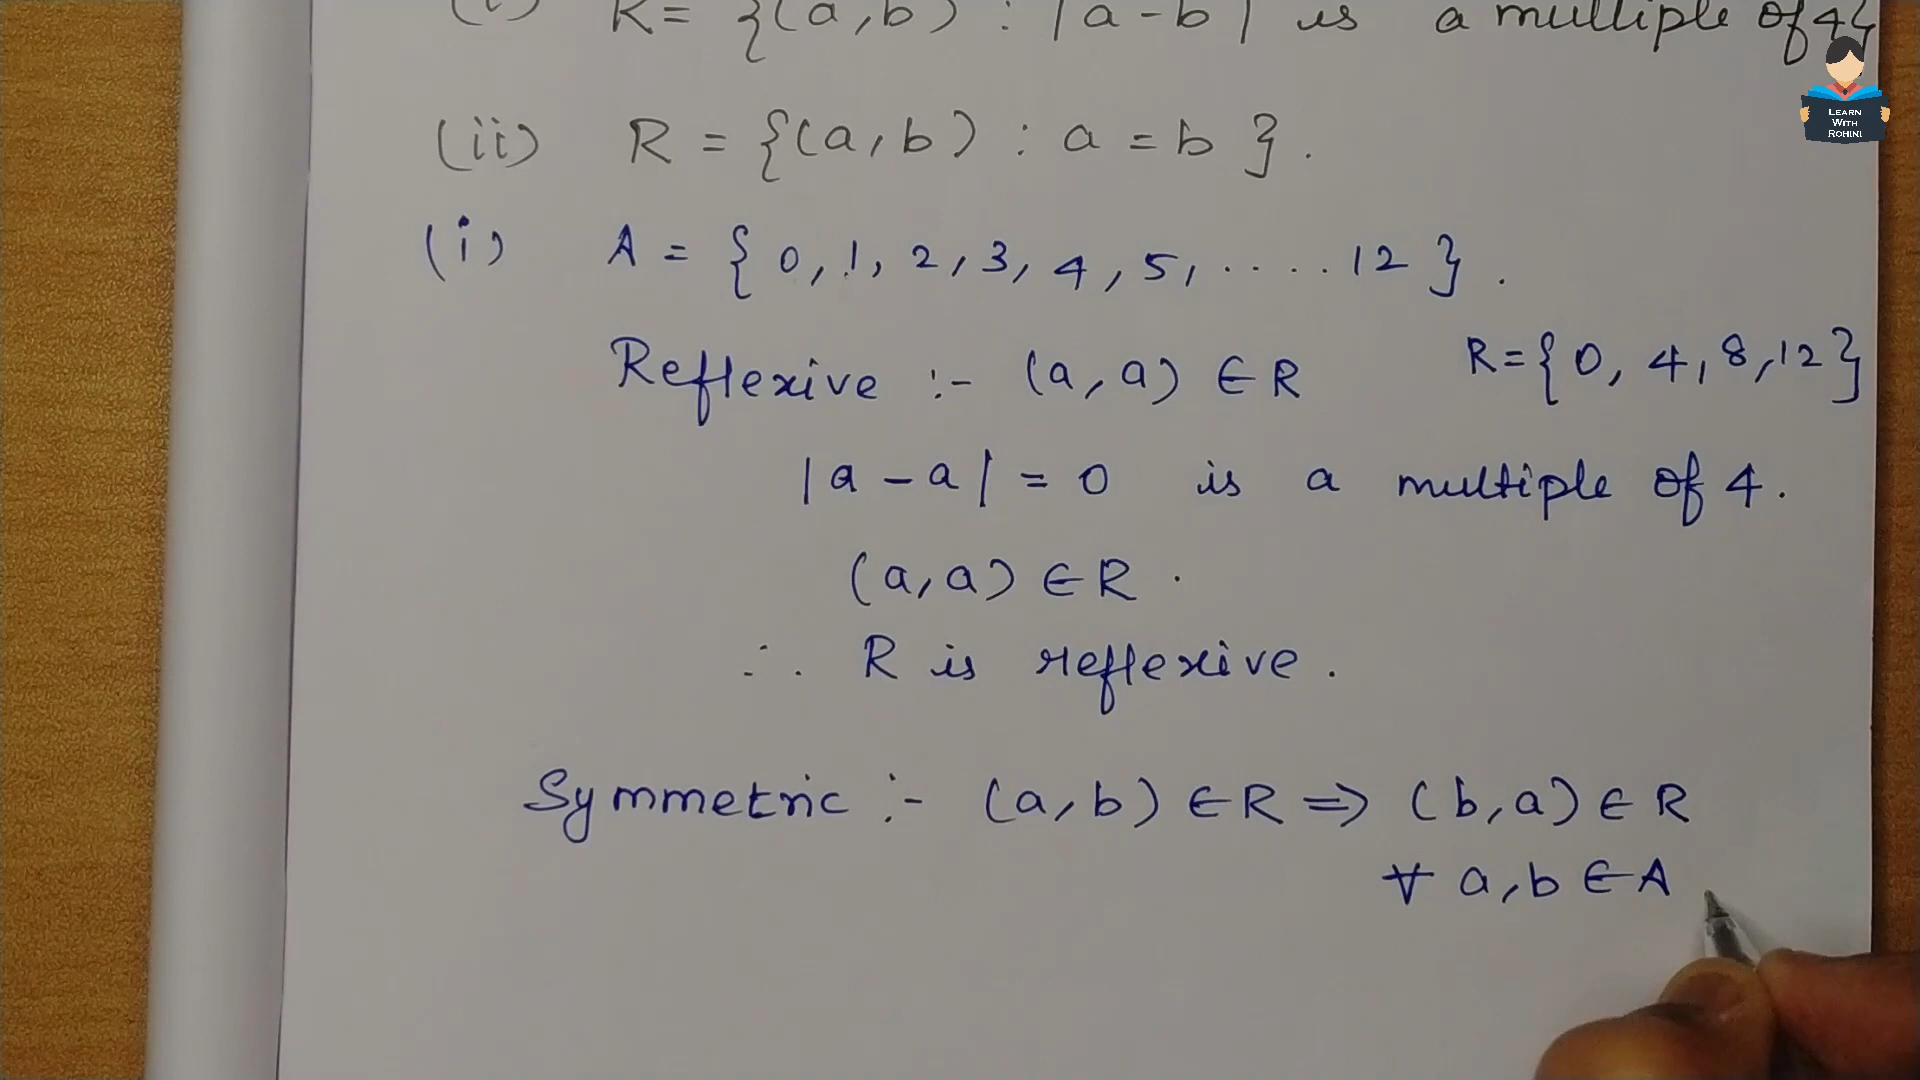 (i) R = {(a,b) : |a-b| is a multiple of 4}
LEARN
WITH
ROHINI
(ii) R = {(a,b) : a = b}.
(i) A = {0, 1, 2, 3, 4, 5, .... 12}.
Reflexive :- (a,a) ∈ R R={0, 4, 8, 12}
|a - a| = 0 is a multiple of 4.
(a,a) ∈ R .
∴ R is reflexive.
Symmetric :- (a,b) ∈ R ⇒ (b,a) ∈ R
∀ a,b ∈ A